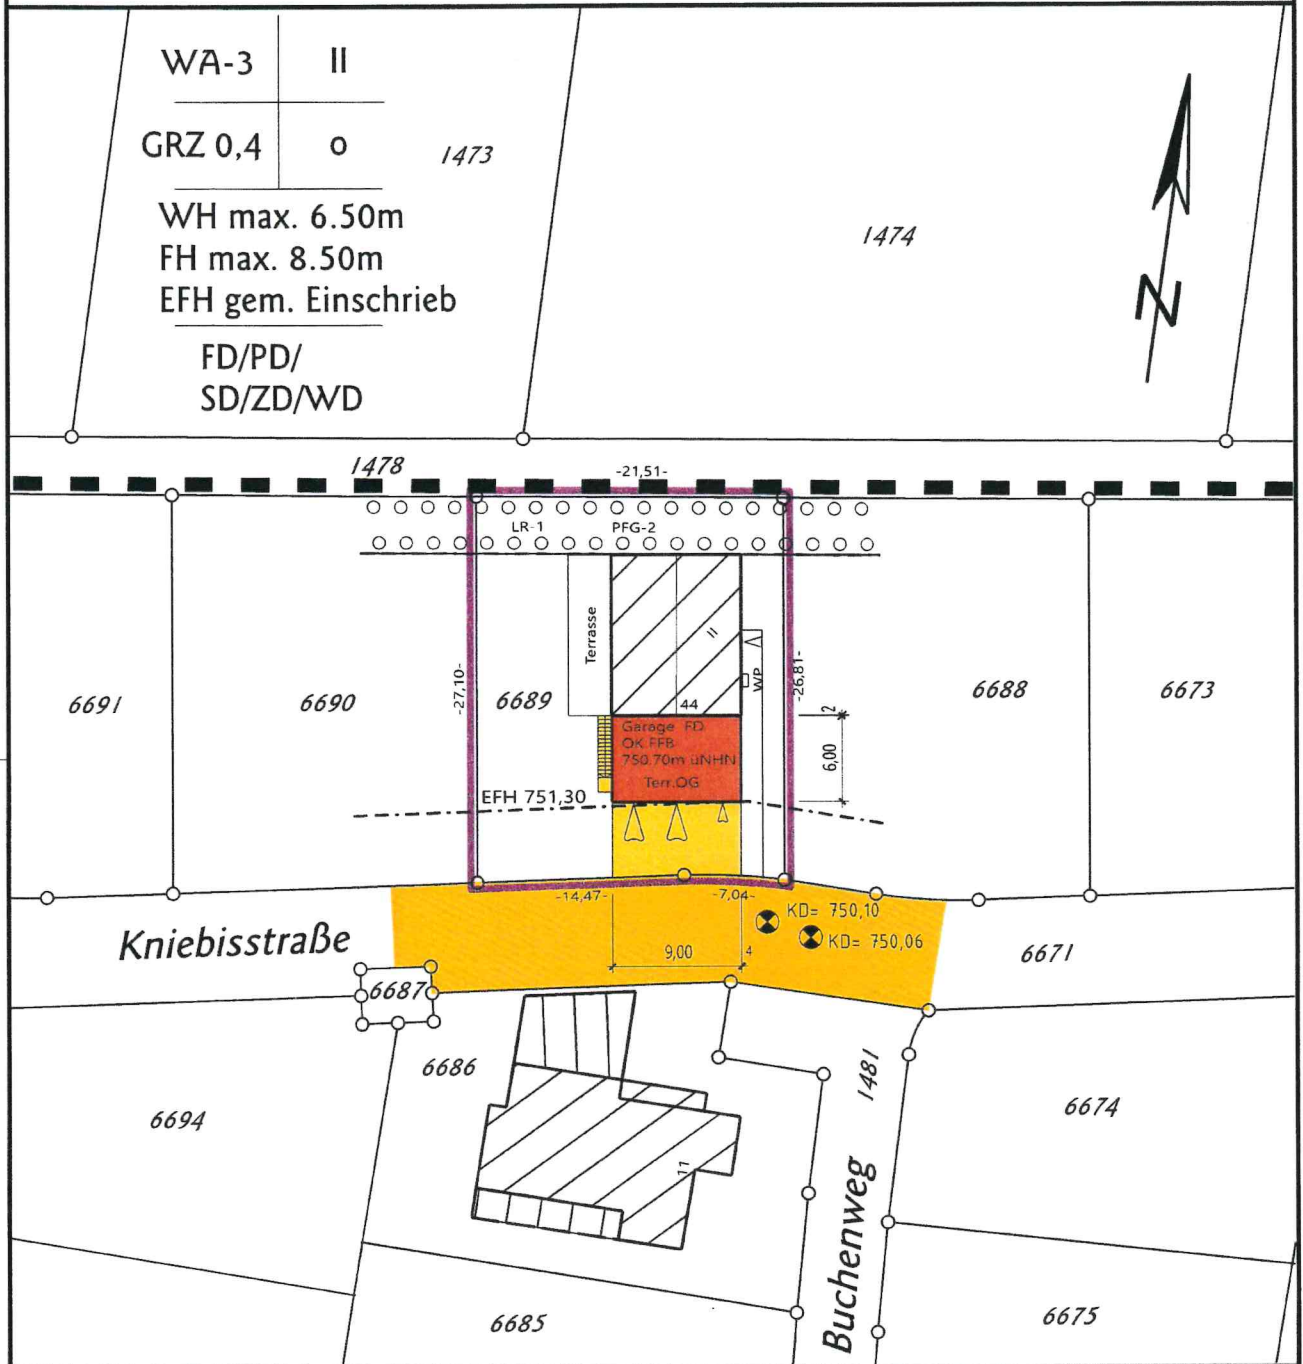 WA-3 II
GRZ 0,4 o
WH max. 6.50m
FH max. 8.50m
EFH gem. Einschrieb
FD/PD/
SD/ZD/WD
1473
1474
N
1478
-21,51-
LR-1 PFG-2
Terrasse
II
WP
-27,10-
-26,81-
6691
6690
6689
6688
6673
44
2
6,00
Garage FD
OK FFB
750.70m üNHN
Terr.OG
EFH 751,30
-14,47-
-7,04-
KD= 750,10
KD= 750,06
9,00
4
Kniebisstraße
6671
6687
6686
1481
6694
6674
11
Buchenweg
6685
6675